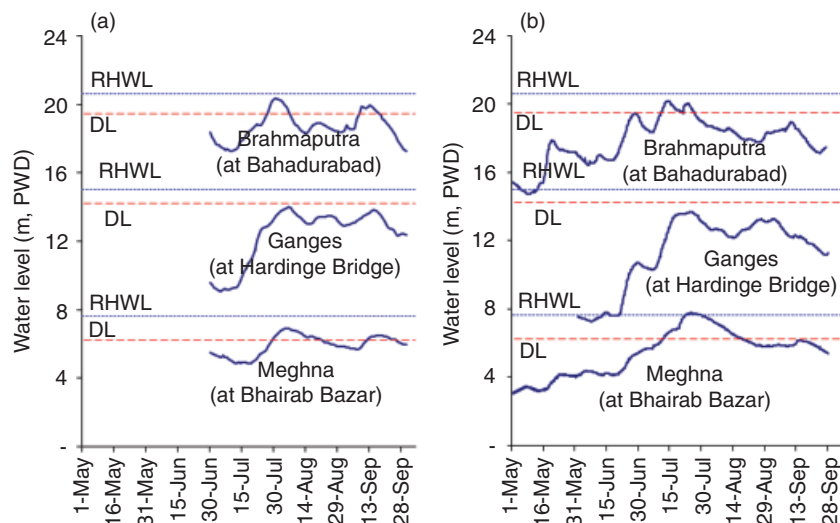 (a)
Water level (m, PWD)
24
20
16
12
8
4
-
RHWL
DL
Brahmaputra
(at Bahadurabad)
RHWL
DL
Ganges
(at Hardinge Bridge)
RHWL
DL
Meghna
(at Bhairab Bazar)
1-May
16-May
31-May
15-Jun
30-Jun
15-Jul
30-Jul
14-Aug
29-Aug
13-Sep
28-Sep
(b)
Water level (m, PWD)
24
20
16
12
8
4
-
RHWL
DL
Brahmaputra
(at Bahadurabad)
RHWL
DL
Ganges
(at Hardinge Bridge)
RHWL
DL
Meghna
(at Bhairab Bazar)
1-May
16-May
31-May
15-Jun
30-Jun
15-Jul
30-Jul
14-Aug
29-Aug
13-Sep
28-Sep